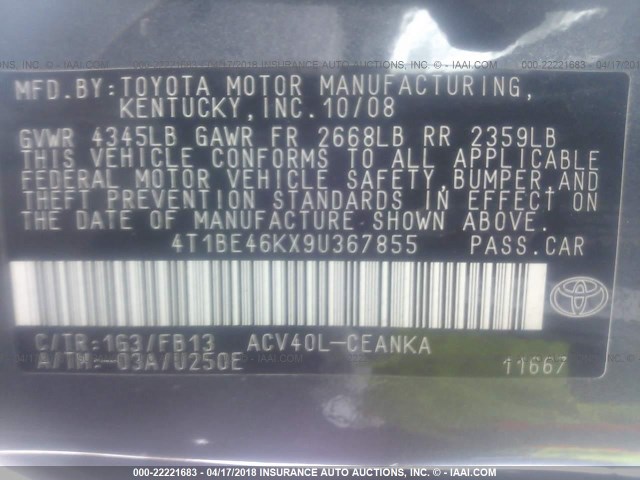 000-22221683 - 04/17/2018 INSURANCE AUTO AUCTIONS, INC. - © IAAI.COM
MFD.BY:TOYOTA MOTOR MANUFACTURING,
KENTUCKY,INC.10/08
GVWR 4345LB GAWR FR 2668LB RR 2359LB
THIS VEHICLE CONFORMS TO ALL APPLICABLE
FEDERAL MOTOR VEHICLE SAFETY,BUMPER,AND
THEFT PREVENTION STANDARDS IN EFFECT ON
THE DATE OF MANUFACTURE SHOWN ABOVE.
4T1BE46KX9U367855 PASS.CAR
C/TR:1G3/FB13 ACV40L-CEANKA
A/TM:-03A/U250E 11667
000-22221683 - 04/17/2018 INSURANCE AUTO AUCTIONS, INC. - © IAAI.COM